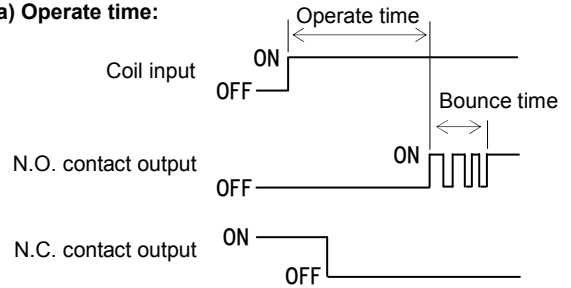 a) Operate time:
Operate time
ON
Coil input
OFF
Bounce time
ON
N.O. contact output
OFF
ON
N.C. contact output
OFF